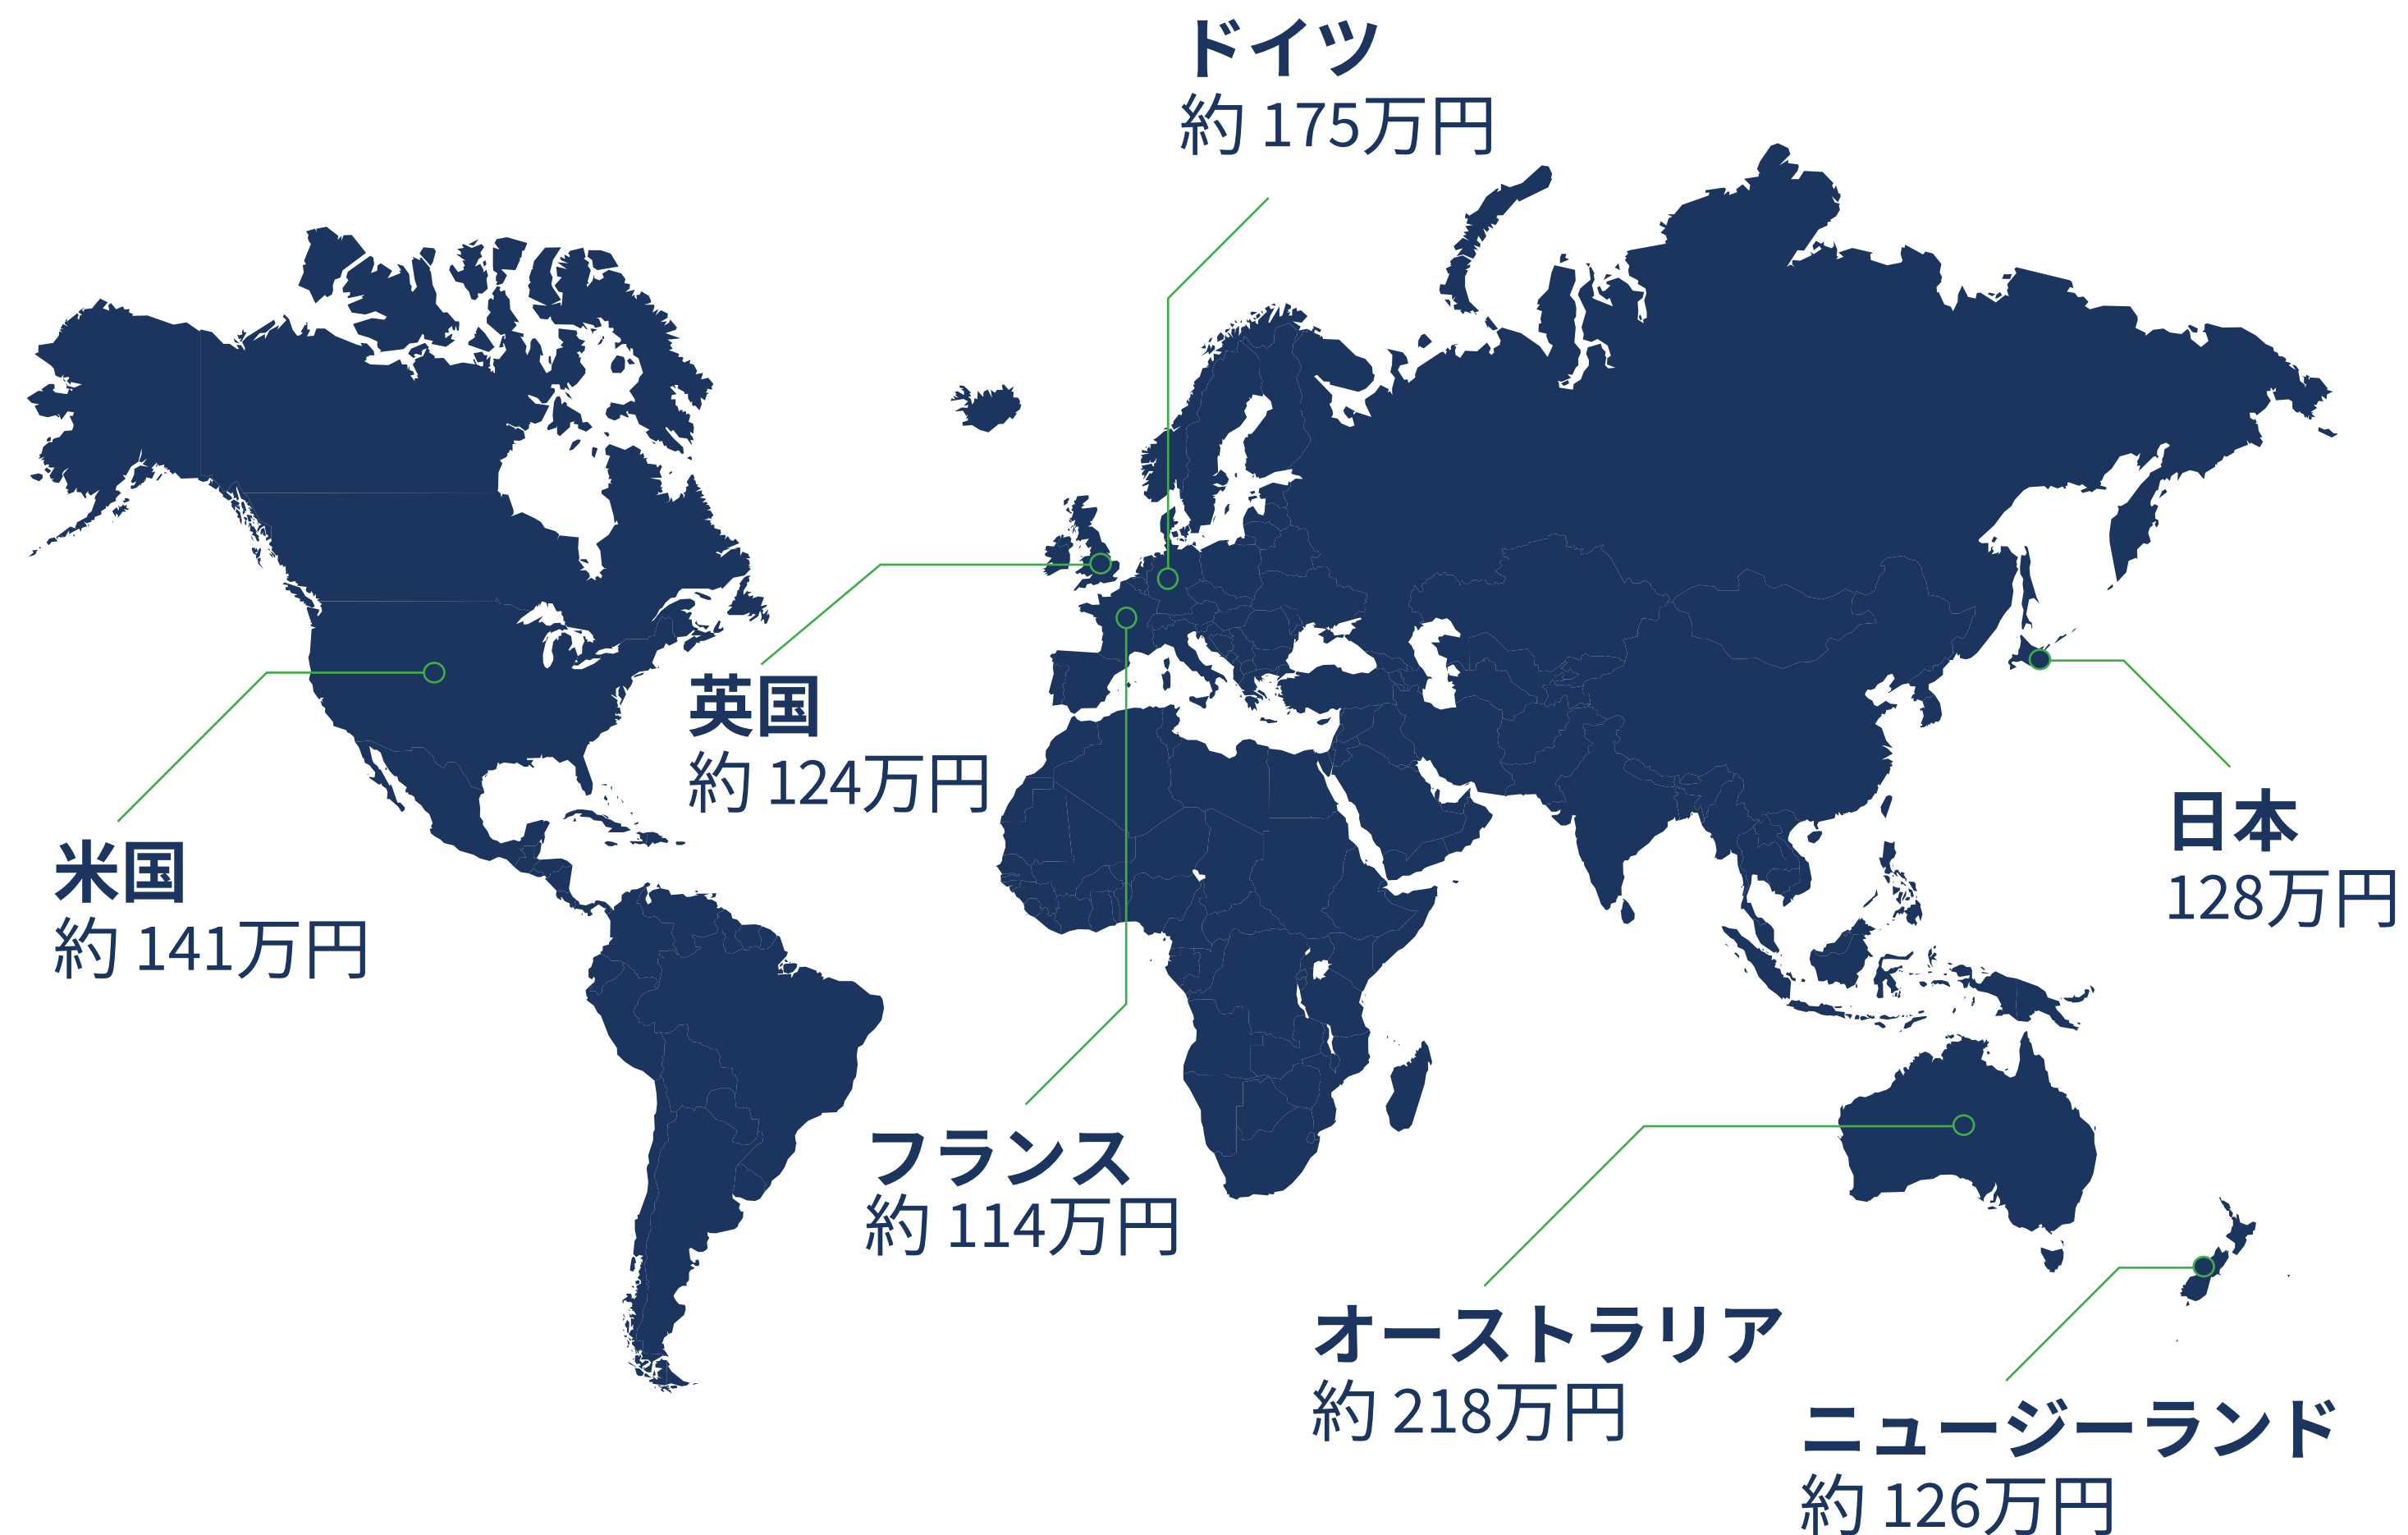 ドイツ
約 175万円
英国
約 124万円
米国
約 141万円
日本
128万円
フランス
約 114万円
オーストラリア
約 218万円
ニュージーランド
約 126万円